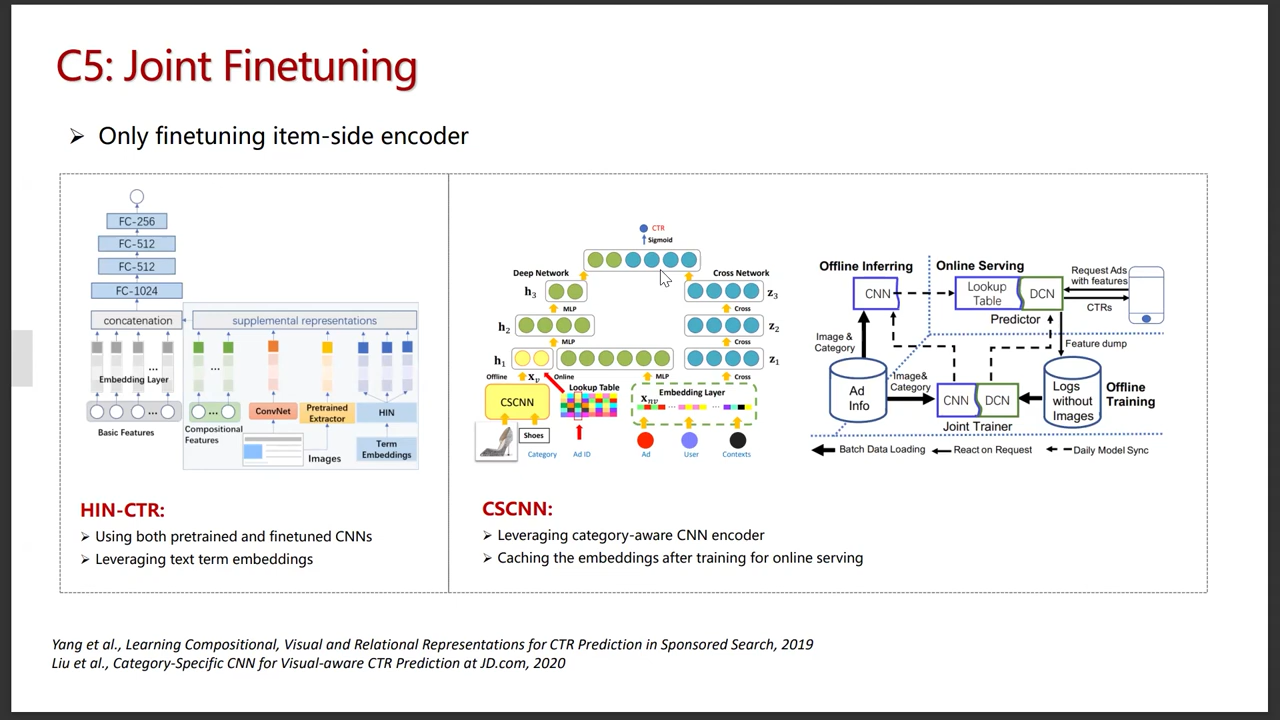 C5: Joint Finetuning
➢ Only finetuning item-side encoder
FC-256
FC-512
FC-512
FC-1024
concatenation
supplemental representations
...
Embedding Layer
...
...
...
Basic Features
Compositional
Features
ConvNet
Pretrained
Extractor
HIN
Images
Term
Embeddings
HIN-CTR:
➢ Using both pretrained and finetuned CNNs
➢ Leveraging text term embeddings
CTR
Sigmoid
Deep Network
Cross Network
h3
z3
MLP
Cross
h2
z2
MLP
Cross
h1
z1
Offline
xv
Online
MLP
Cross
CSCNN
Lookup Table
Embedding Layer
xnv
...
...
Shoes
Category
Ad ID
Ad
User
Contexts
Offline Inferring
Online Serving
CNN
Lookup
Table
DCN
Predictor
Request Ads
with features
CTRs
Image &
Category
Feature dump
Ad
Info
Image&
Category
CNN
DCN
Joint Trainer
Logs
without
Images
Offline
Training
Batch Data Loading
React on Request
Daily Model Sync
CSCNN:
➢ Leveraging category-aware CNN encoder
➢ Caching the embeddings after training for online serving
Yang et al., Learning Compositional, Visual and Relational Representations for CTR Prediction in Sponsored Search, 2019
Liu et al., Category-Specific CNN for Visual-aware CTR Prediction at JD.com, 2020